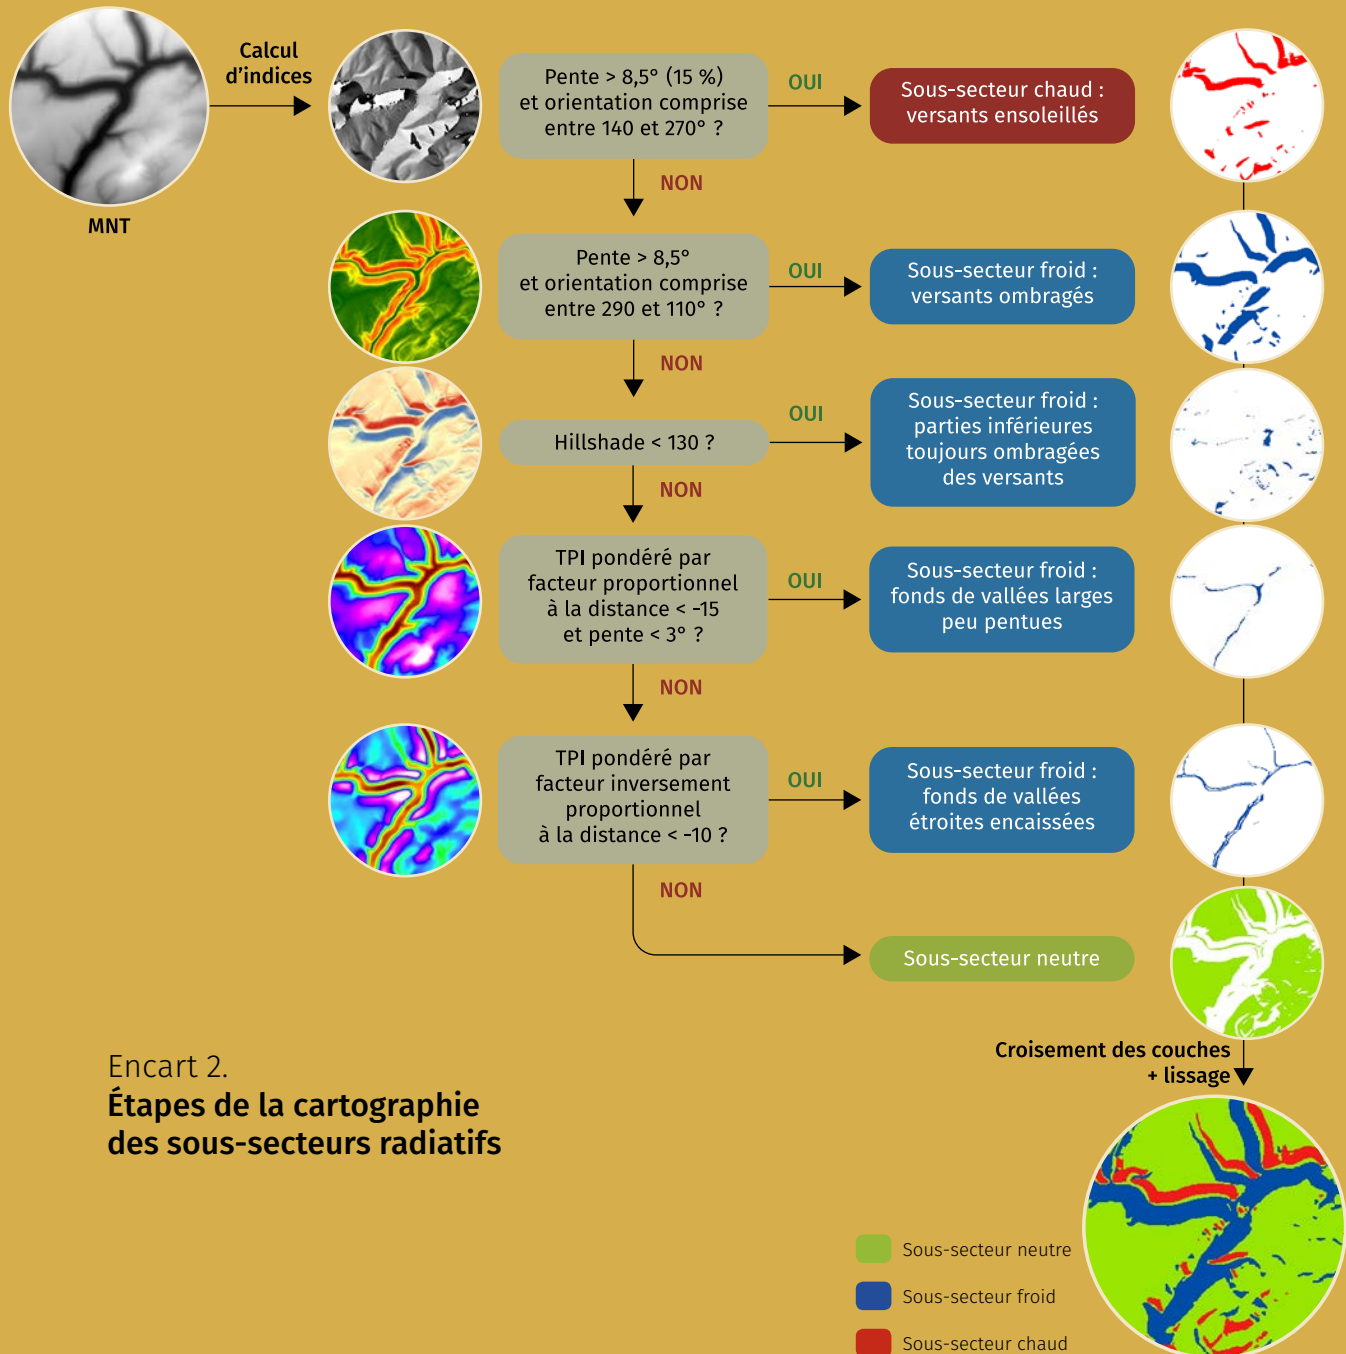 Calcul
d'indices
MNT
Pente > 8,5° (15 %)
et orientation comprise
entre 140 et 270° ?
OUI
Sous-secteur chaud :
versants ensoleillés
NON
Pente > 8,5°
et orientation comprise
entre 290 et 110° ?
OUI
Sous-secteur froid :
versants ombragés
NON
Hillshade < 130 ?
OUI
Sous-secteur froid :
parties inférieures
toujours ombragées
des versants
NON
TPI pondéré par
facteur proportionnel
à la distance < -15
et pente < 3° ?
OUI
Sous-secteur froid :
fonds de vallées larges
peu pentues
NON
TPI pondéré par
facteur inversement
proportionnel
à la distance < -10 ?
OUI
Sous-secteur froid :
fonds de vallées
étroites encaissées
NON
Sous-secteur neutre
Croisement des couches
+ lissage
Encart 2.
Étapes de la cartographie
des sous-secteurs radiatifs
Sous-secteur neutre
Sous-secteur froid
Sous-secteur chaud